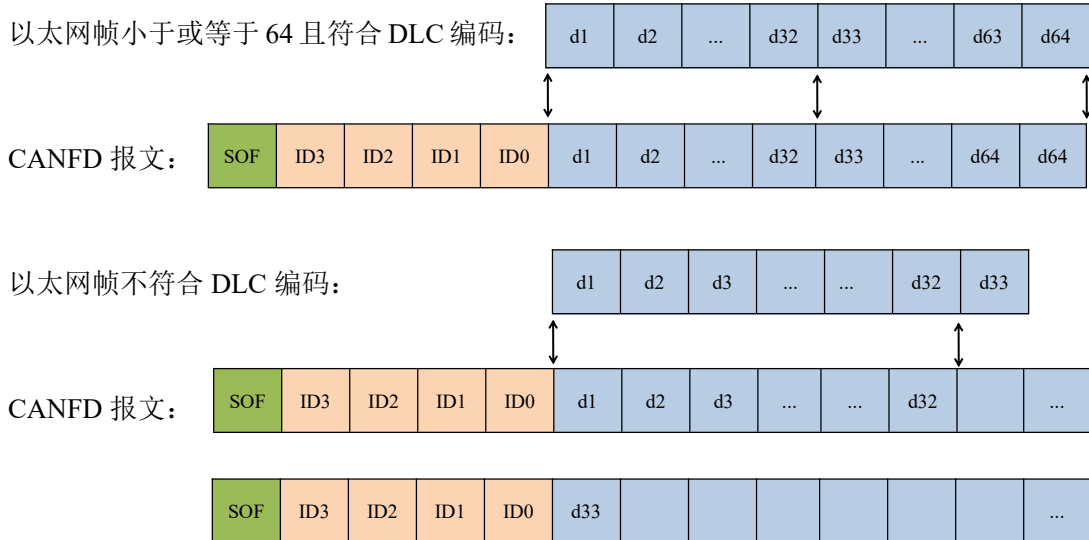 以太网帧小于或等于 64 且符合 DLC 编码： d1 d2 ... d32 d33 ... d63 d64
CANFD 报文： SOF ID3 ID2 ID1 ID0 d1 d2 ... d32 d33 ... d64 d64
以太网帧不符合 DLC 编码： d1 d2 d3 ... ... d32 d33
CANFD 报文： SOF ID3 ID2 ID1 ID0 d1 d2 d3 ... ... d32 ...
SOF ID3 ID2 ID1 ID0 d33 ...